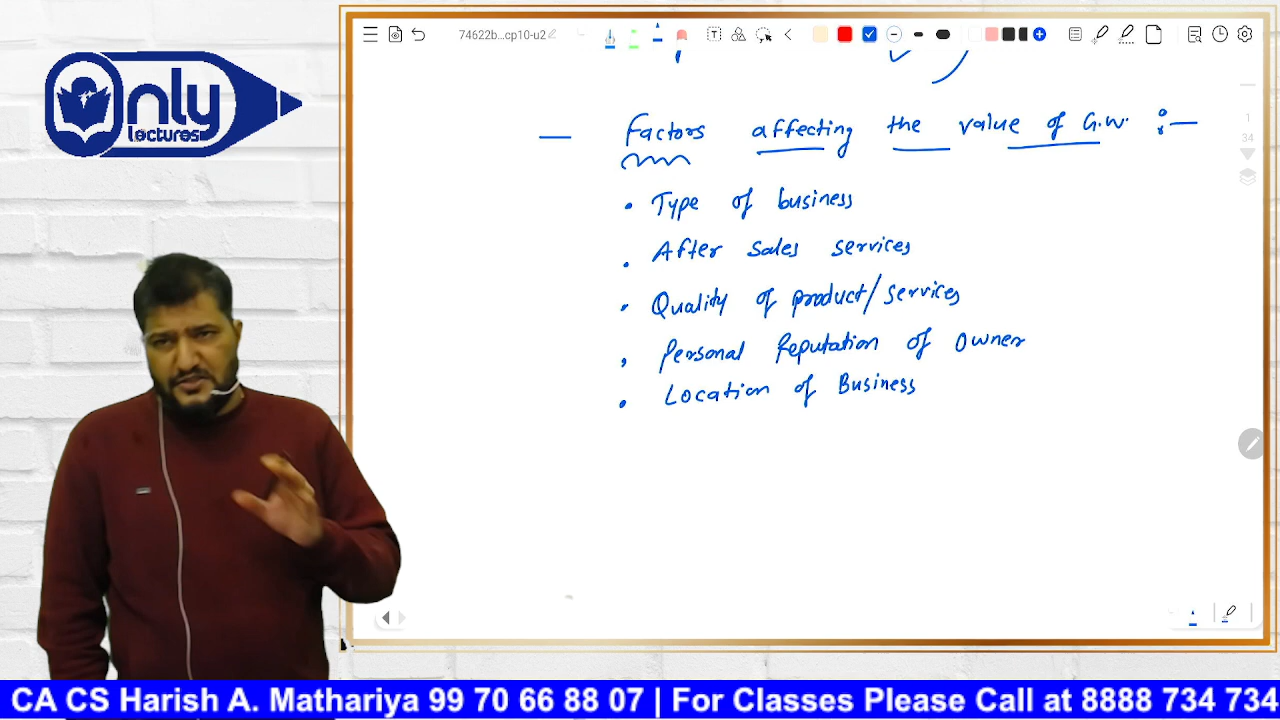 Only
lectures
74622b...cp10-u2
1
34
— Factors affecting the value of G.W. :—
• Type of business
• After sales services
• Quality of product/services
• Personal Reputation of Owner
• Location of Business
CA CS Harish A. Mathariya 99 70 66 88 07 | For Classes Please Call at 8888 734 734